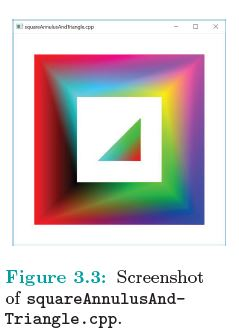 squareAnnulusAndTriangle.cpp
Figure 3.3: Screenshot
of squareAnnulusAnd-
Triangle.cpp.